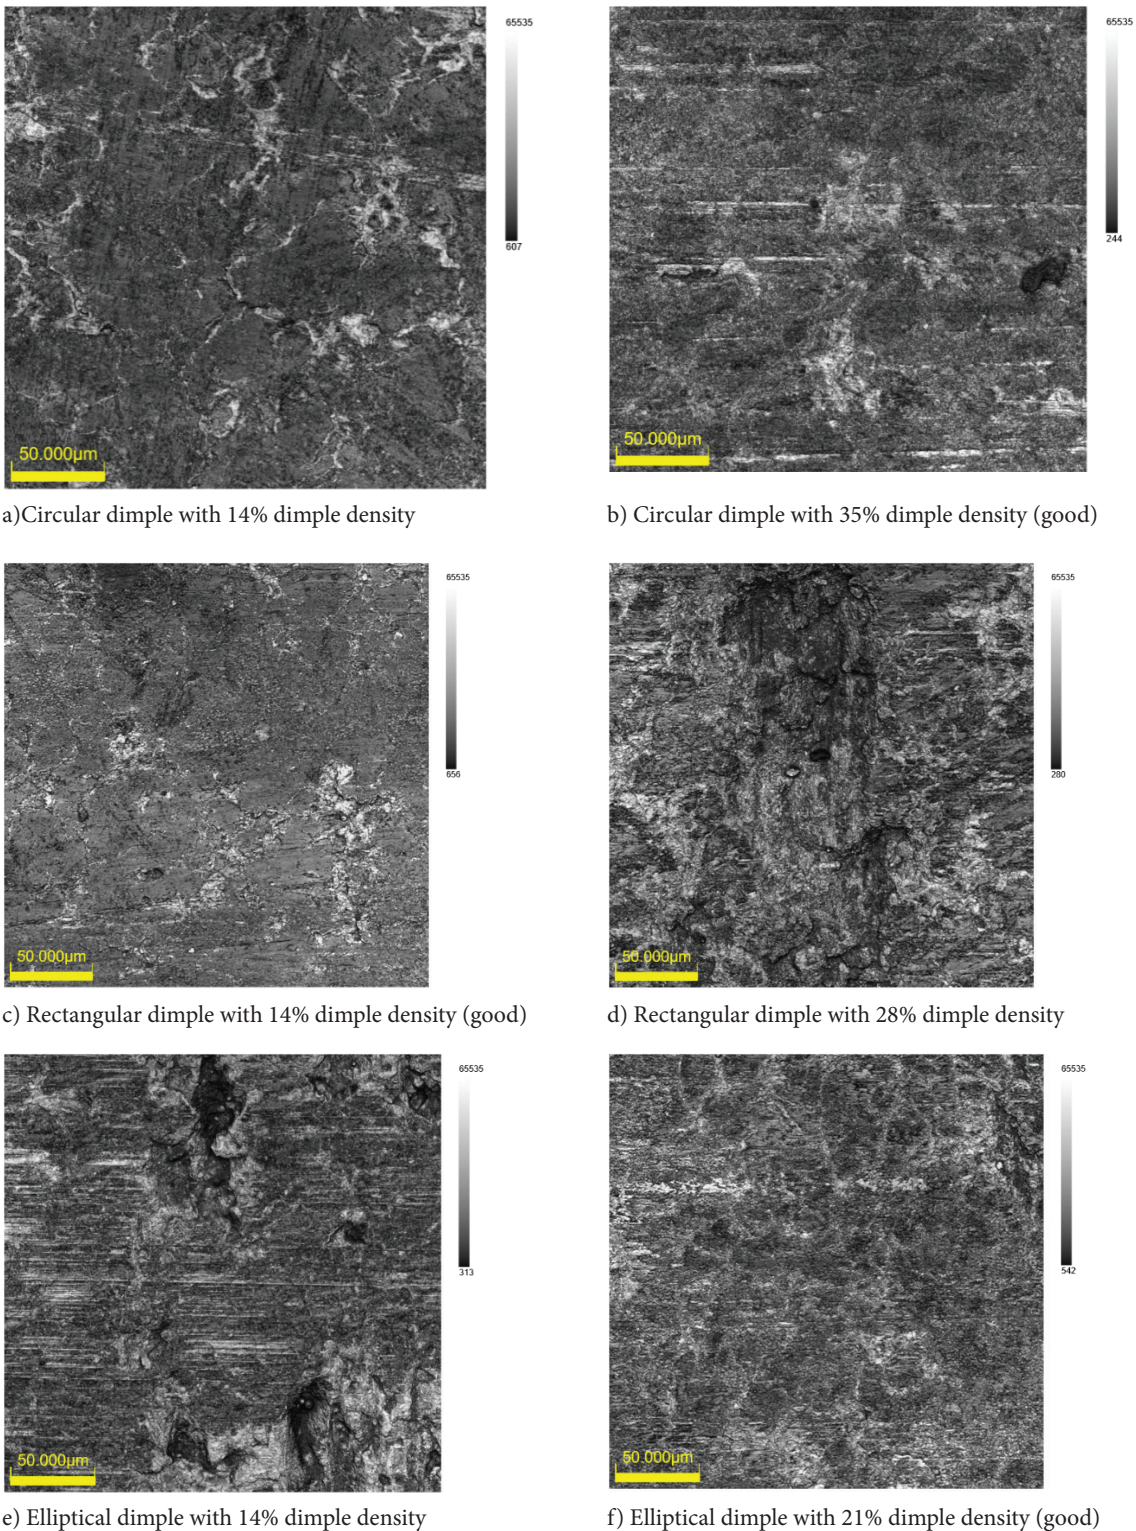 65535
607
50.000μm
a)Circular dimple with 14% dimple density
65535
244
50.000μm
b) Circular dimple with 35% dimple density (good)
65535
656
50.000μm
c) Rectangular dimple with 14% dimple density (good)
65535
280
50.000μm
d) Rectangular dimple with 28% dimple density
65535
313
50.000μm
e) Elliptical dimple with 14% dimple density
65535
542
50.000μm
f) Elliptical dimple with 21% dimple density (good)